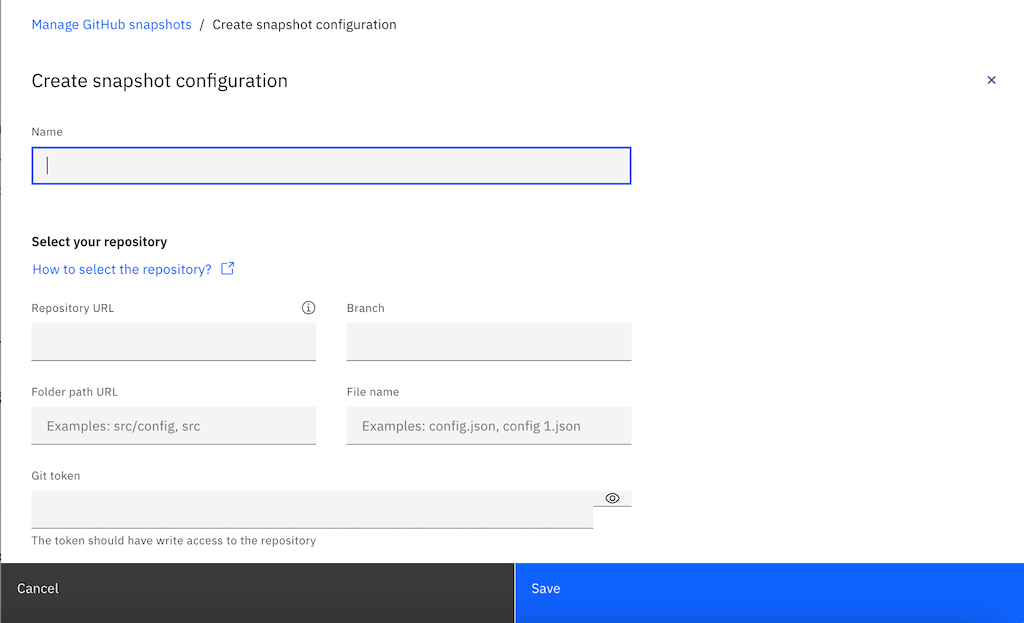 Manage GitHub snapshots / Create snapshot configuration
Create snapshot configuration
Name
Select your repository
How to select the repository?
Repository URL
Branch
Folder path URL
File name
Examples: src/config, src
Examples: config.json, config 1.json
Git token
The token should have write access to the repository
Cancel
Save